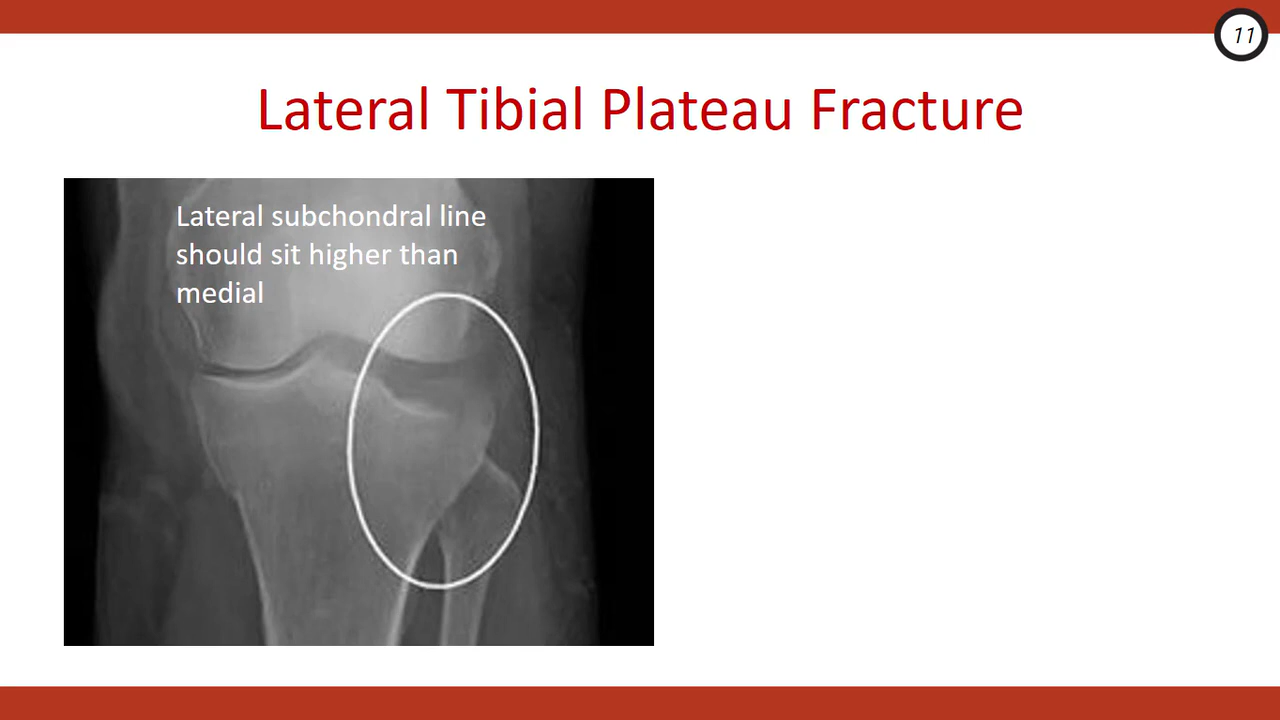 11
Lateral Tibial Plateau Fracture
Lateral subchondral line
should sit higher than
medial